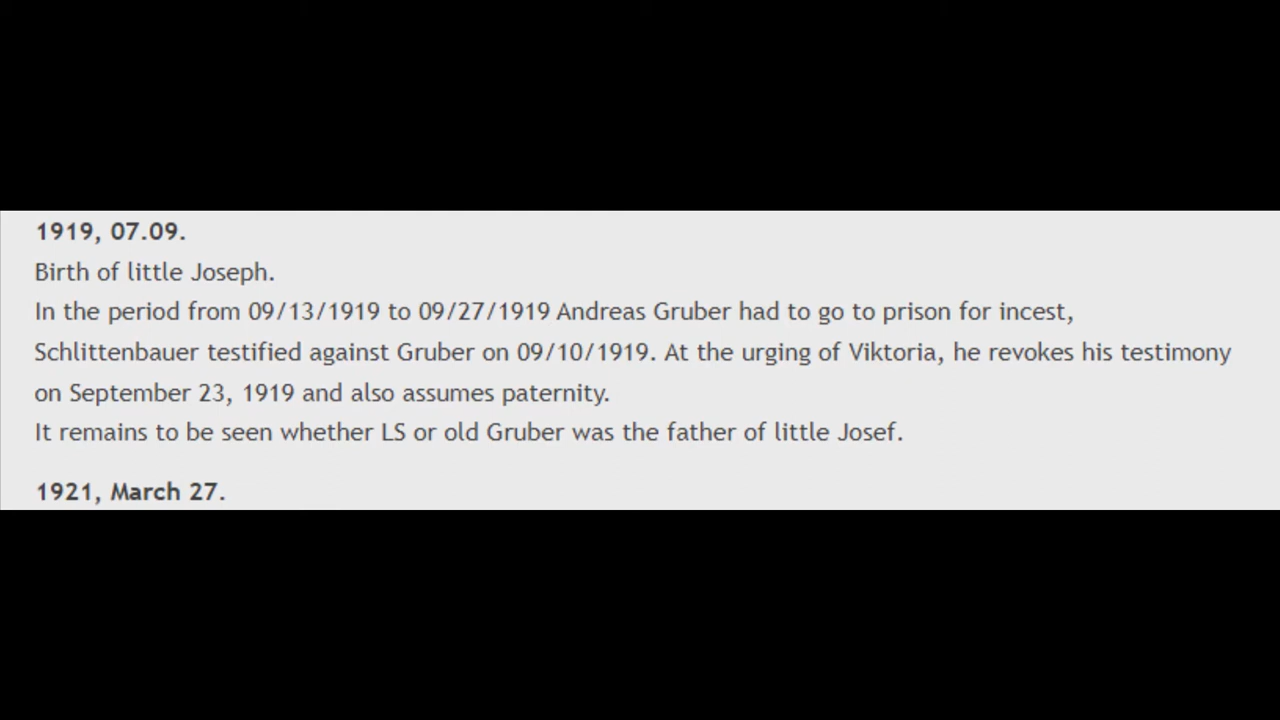 1919, 07.09.
Birth of little Joseph.
In the period from 09/13/1919 to 09/27/1919 Andreas Gruber had to go to prison for incest,
Schlittenbauer testified against Gruber on 09/10/1919. At the urging of Viktoria, he revokes his testimony
on September 23, 1919 and also assumes paternity.
It remains to be seen whether LS or old Gruber was the father of little Josef.
1921, March 27.